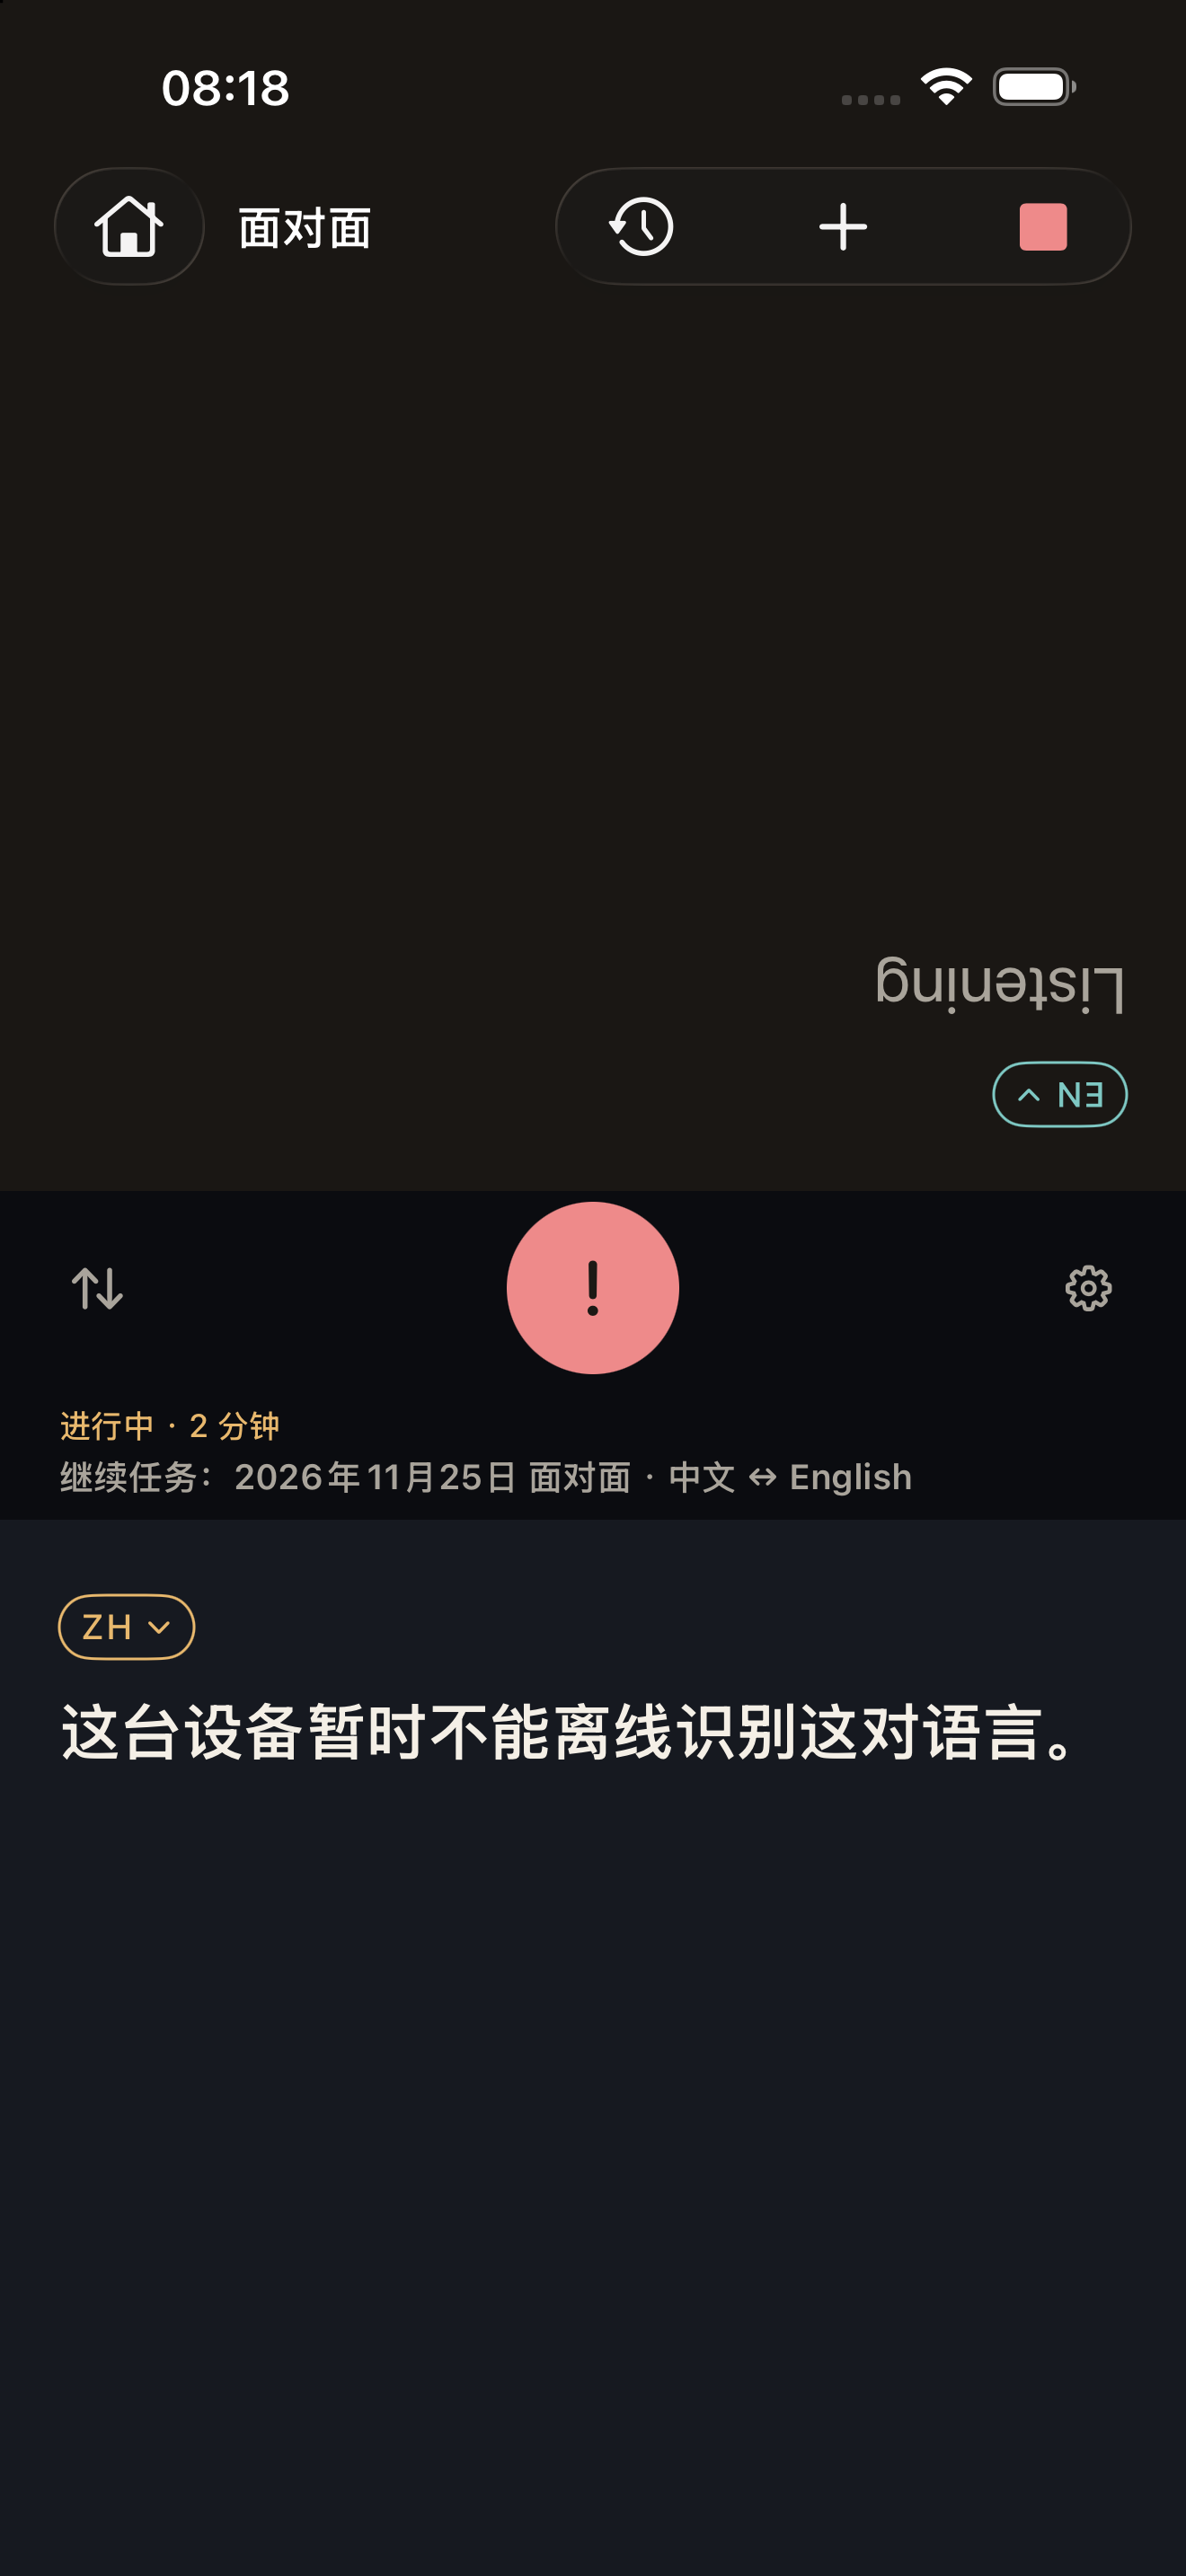 08:18
面对面
Listening
EN
进行中 · 2 分钟
继续任务：2026年11月25日 面对面 · 中文 ↔ English
ZH
这台设备暂时不能离线识别这对语言。